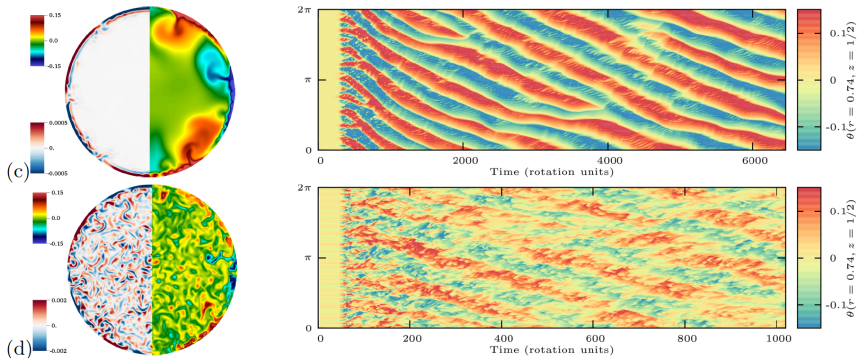 0.15
0.0
-0.15
0.0005
0.
-0.0005
(c)
2π
π
0
0 2000 4000 6000
Time (rotation units)
0.1
0
-0.1
θ(r = 0.74, z = 1/2)
0.15
0.0
-0.15
0.002
0.
-0.002
(d)
2π
π
0
0 200 400 600 800 1000
Time (rotation units)
0.1
0
-0.1
θ(r = 0.74, z = 1/2)